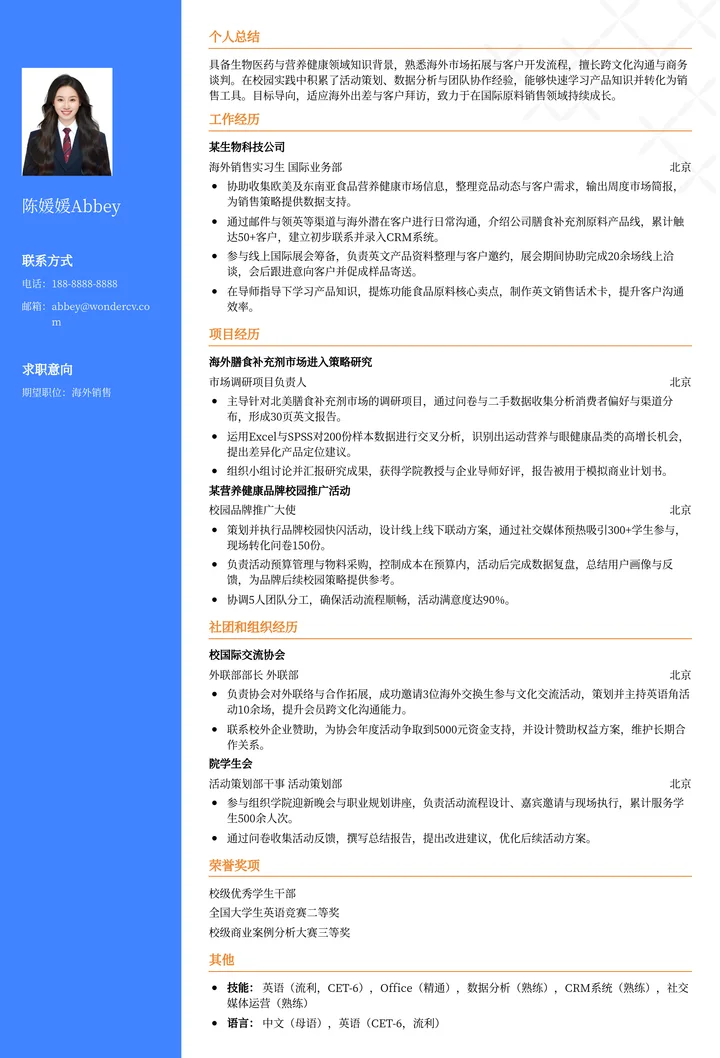 陈媛媛Abbey
联系方式
电话：188-8888-8888
邮箱：abbey@wondercv.co
m
求职意向
期望职位：海外销售
个人总结
具备生物医药与营养健康领域知识背景，熟悉海外市场拓展与客户开发流程，擅长跨文化沟通与商务
谈判。在校园实践中积累了活动策划、数据分析与团队协作经验，能够快速学习产品知识并转化为销
售工具。目标导向，适应海外出差与客户拜访，致力于在国际原料销售领域持续成长。
工作经历
某生物科技公司
海外销售实习生 国际业务部 北京
• 协助收集欧美及东南亚食品营养健康市场信息，整理竞品动态与客户需求，输出周度市场简报，
为销售策略提供数据支持。
• 通过邮件与领英等渠道与海外潜在客户进行日常沟通，介绍公司膳食补充剂原料产品线，累计触
达50+客户，建立初步联系并录入CRM系统。
• 参与线上国际展会筹备，负责英文产品资料整理与客户邀约，展会期间协助完成20余场线上洽
谈，会后跟进意向客户并促成样品寄送。
• 在导师指导下学习产品知识，提炼功能食品原料核心卖点，制作英文销售话术卡，提升客户沟通
效率。
项目经历
海外膳食补充剂市场进入策略研究
市场调研项目负责人 北京
• 主导针对北美膳食补充剂市场的调研项目，通过问卷与二手数据收集分析消费者偏好与渠道分
布，形成30页英文报告。
• 运用Excel与SPSS对200份样本数据进行交叉分析，识别出运动营养与眼健康品类的高增长机会，
提出差异化产品定位建议。
• 组织小组讨论并汇报研究成果，获得学院教授与企业导师好评，报告被用于模拟商业计划书。
某营养健康品牌校园推广活动
校园品牌推广大使 北京
• 策划并执行品牌校园快闪活动，设计线上线下联动方案，通过社交媒体预热吸引300+学生参与，
现场转化问卷150份。
• 负责活动预算管理与物料采购，控制成本在预算内，活动后完成数据复盘，总结用户画像与反
馈，为品牌后续校园策略提供参考。
• 协调5人团队分工，确保活动流程顺畅，活动满意度达90%。
社团和组织经历
校国际交流协会
外联部部长 外联部 北京
• 负责协会对外联络与合作拓展，成功邀请3位海外交换生参与文化交流活动，策划并主持英语角活
动10余场，提升会员跨文化沟通能力。
• 联系校外企业赞助，为协会年度活动争取到5000元资金支持，并设计赞助权益方案，维护长期合
作关系。
院学生会
活动策划部干事 活动策划部 北京
• 参与组织学院迎新晚会与职业规划讲座，负责活动流程设计、嘉宾邀请与现场执行，累计服务学
生500余人次。
• 通过问卷收集活动反馈，撰写总结报告，提出改进建议，优化后续活动方案。
荣誉奖项
校级优秀学生干部
全国大学生英语竞赛二等奖
校级商业案例分析大赛三等奖
其他
• 技能： 英语（流利，CET-6），Office（精通），数据分析（熟练），CRM系统（熟练），社交
媒体运营（熟练）
• 语言： 中文（母语），英语（CET-6，流利）